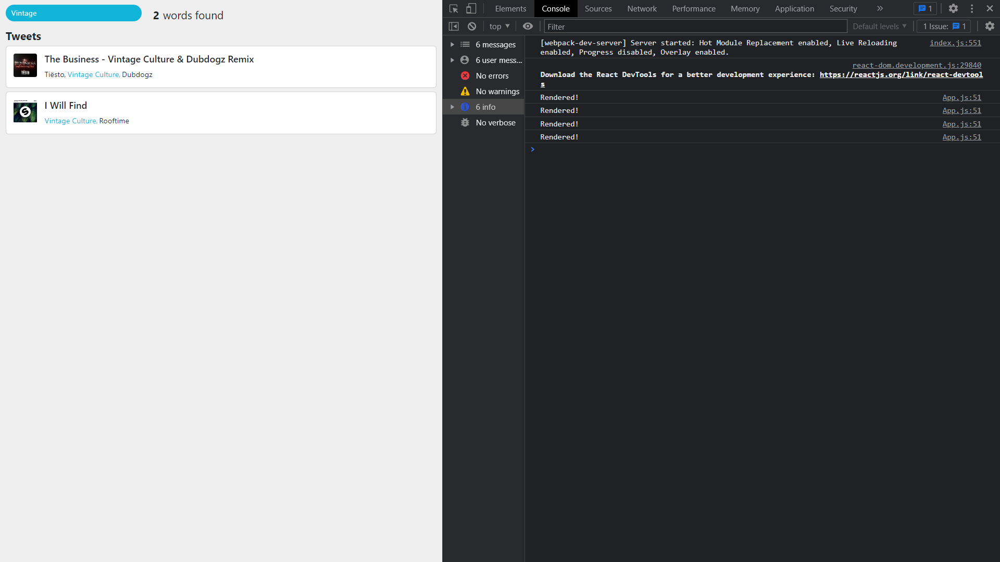 Vintage
2 words found
Tweets
The Business - Vintage Culture & Dubdogz Remix
Tiësto, Vintage Culture, Dubdogz
BUSINESS
TIËSTO
I Will Find
Vintage Culture, Rooftime
Elements Console Sources Network Performance Memory Application Security » 1
top Filter Default levels 1 Issue: 1
6 messages
6 user mess...
No errors
No warnings
6 info
No verbose
[webpack-dev-server] Server started: Hot Module Replacement enabled, Live Reloading index.js:551
enabled, Progress disabled, Overlay enabled.
react-dom.development.js:29840
Download the React DevTools for a better development experience: https://reactjs.org/link/react-devtool
s
Rendered! App.js:51
Rendered! App.js:51
Rendered! App.js:51
Rendered! App.js:51
>